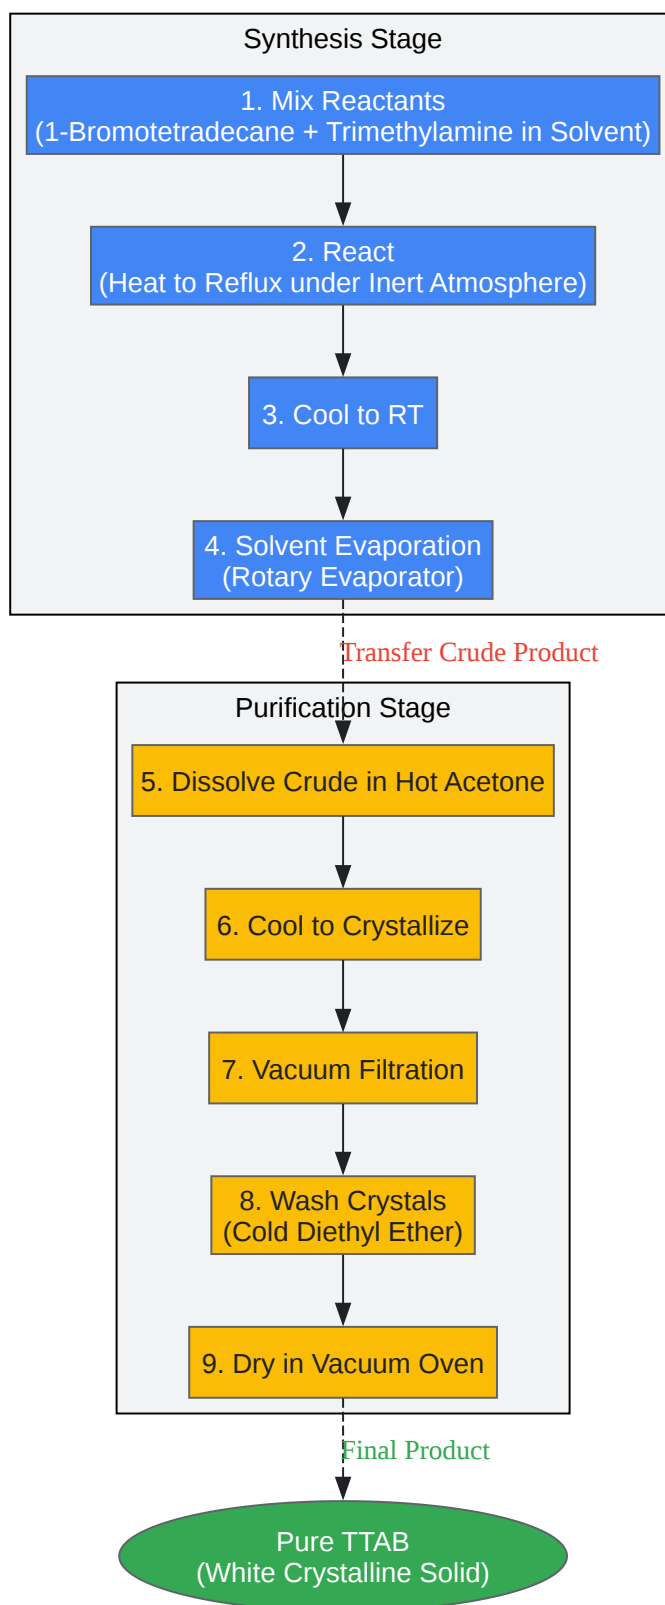 Synthesis Stage
1. Mix Reactants
(1-Bromotetradecane + Trimethylamine in Solvent)
2. React
(Heat to Reflux under Inert Atmosphere)
3. Cool to RT
4. Solvent Evaporation
(Rotary Evaporator)
Transfer Crude Product
Purification Stage
5. Dissolve Crude in Hot Acetone
6. Cool to Crystallize
7. Vacuum Filtration
8. Wash Crystals
(Cold Diethyl Ether)
9. Dry in Vacuum Oven
Final Product
Pure TTAB
(White Crystalline Solid)